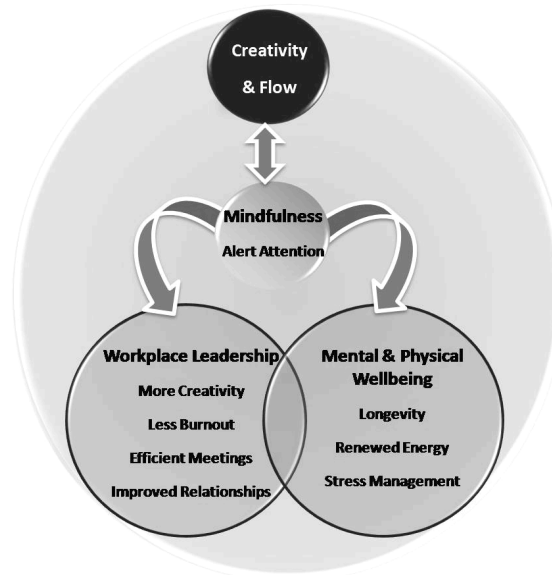 Creativity
& Flow
Mindfulness
Alert Attention
Workplace Leadership
More Creativity
Less Burnout
Efficient Meetings
Improved Relationships
Mental & Physical
Wellbeing
Longevity
Renewed Energy
Stress Management